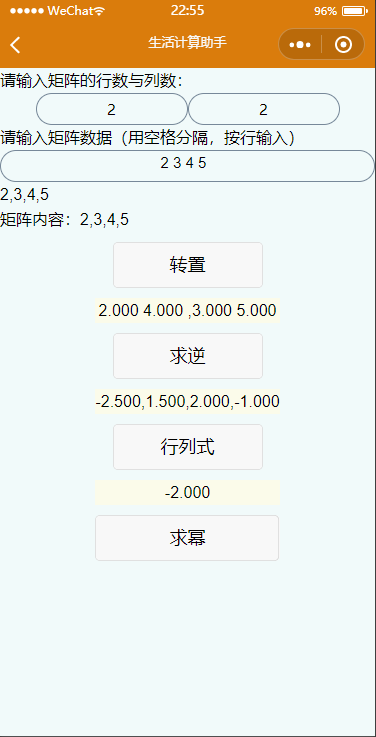 WeChat 22:55 96%
生活计算助手
请输入矩阵的行数与列数：
2 2
请输入矩阵数据（用空格分隔，按行输入）
2 3 4 5
2,3,4,5
矩阵内容：2,3,4,5
转置
2.000 4.000 ,3.000 5.000
求逆
-2.500,1.500,2.000,-1.000
行列式
-2.000
求幂